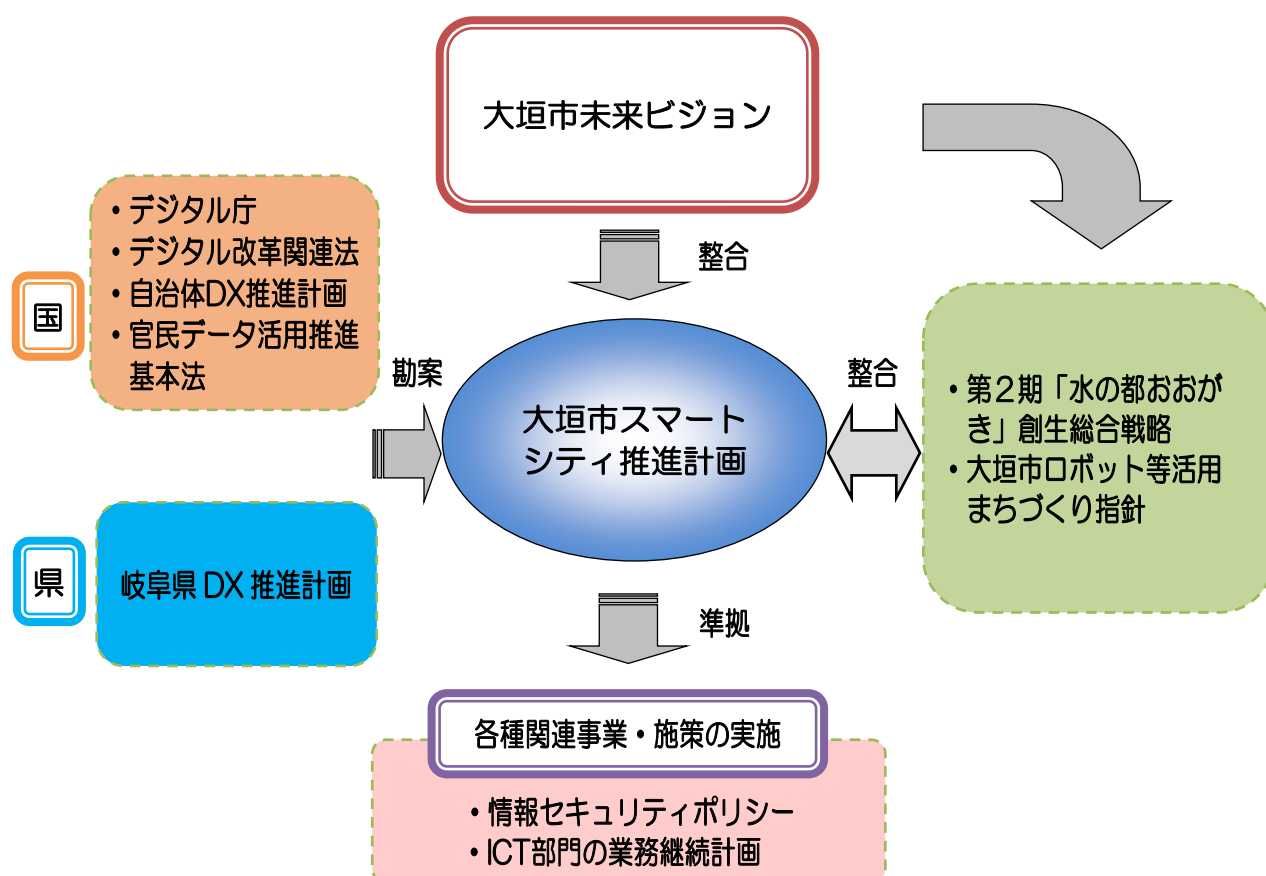 大垣市未来ビジョン
整合
国
・デジタル庁
・デジタル改革関連法
・自治体DX推進計画
・官民データ活用推進
基本法
勘案
県
岐阜県 DX 推進計画
大垣市スマート
シティ推進計画
整合
・第２期「水の都おおが
き」創生総合戦略
・大垣市ロボット等活用
まちづくり指針
準拠
各種関連事業・施策の実施
・情報セキュリティポリシー
・ICT部門の業務継続計画